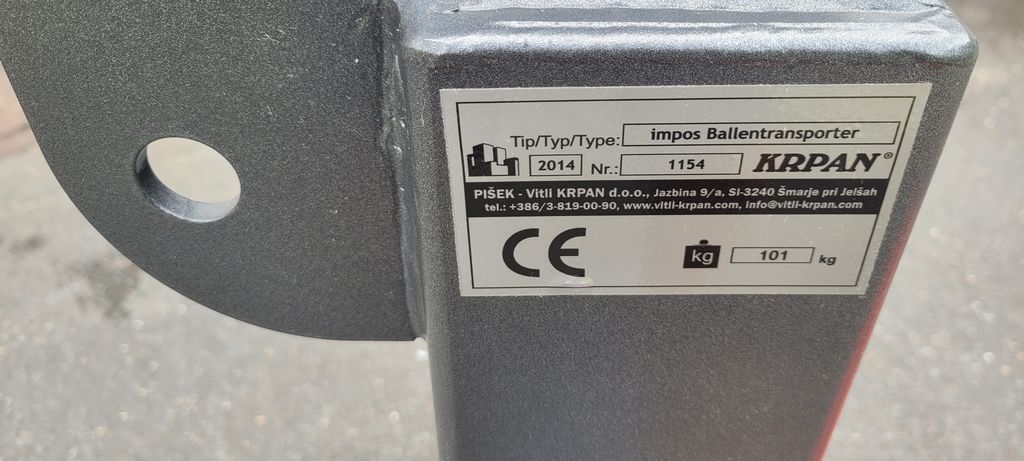 Tip/Typ/Type: impos Ballentransporter
2014 Nr.: 1154 KRPAN®
PIŠEK - Vitli KRPAN d.o.o., Jazbina 9/a, SI-3240 Šmarje pri Jelšah
tel.: +386/3-819-00-90, www.vitli-krpan.com, info@vitli-krpan.com
CE kg 101 kg